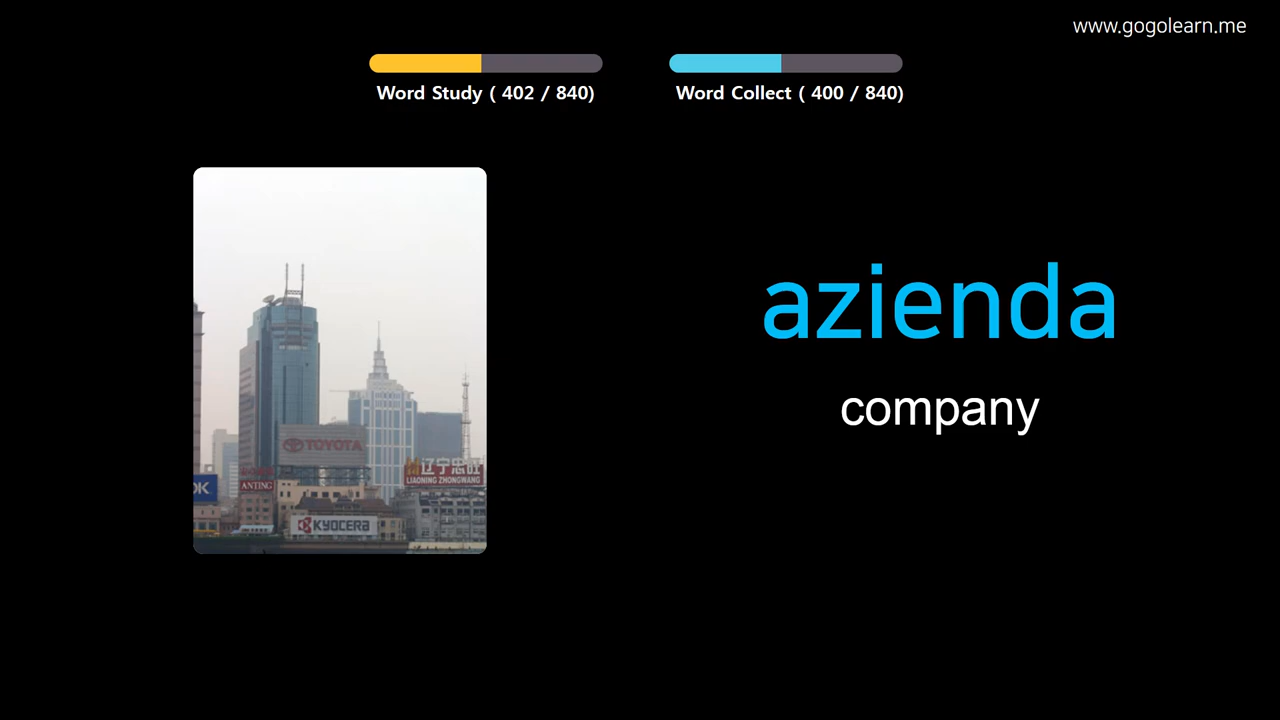 www.gogolearn.me
Word Study ( 402 / 840)
Word Collect ( 400 / 840)
azienda
company
TOYOTA
辽宁忠旺
LIAONING ZHONGWANG
OK
ANTING
KYOCERA